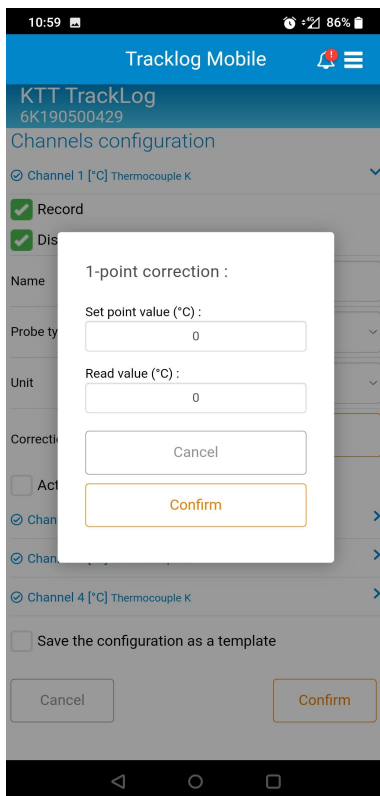 10:59
4G
86%
Tracklog Mobile
!
KTT TrackLog
6K190500429
Channels configuration
Channel 1 [°C] Thermocouple K
Record
Dis
Name
Probe ty
Unit
Correcti
Act
1-point correction :
Set point value (°C) :
0
Read value (°C) :
0
Cancel
Confirm
Chan
Chan
Channel 4 [°C] Thermocouple K
Save the configuration as a template
Cancel
Confirm